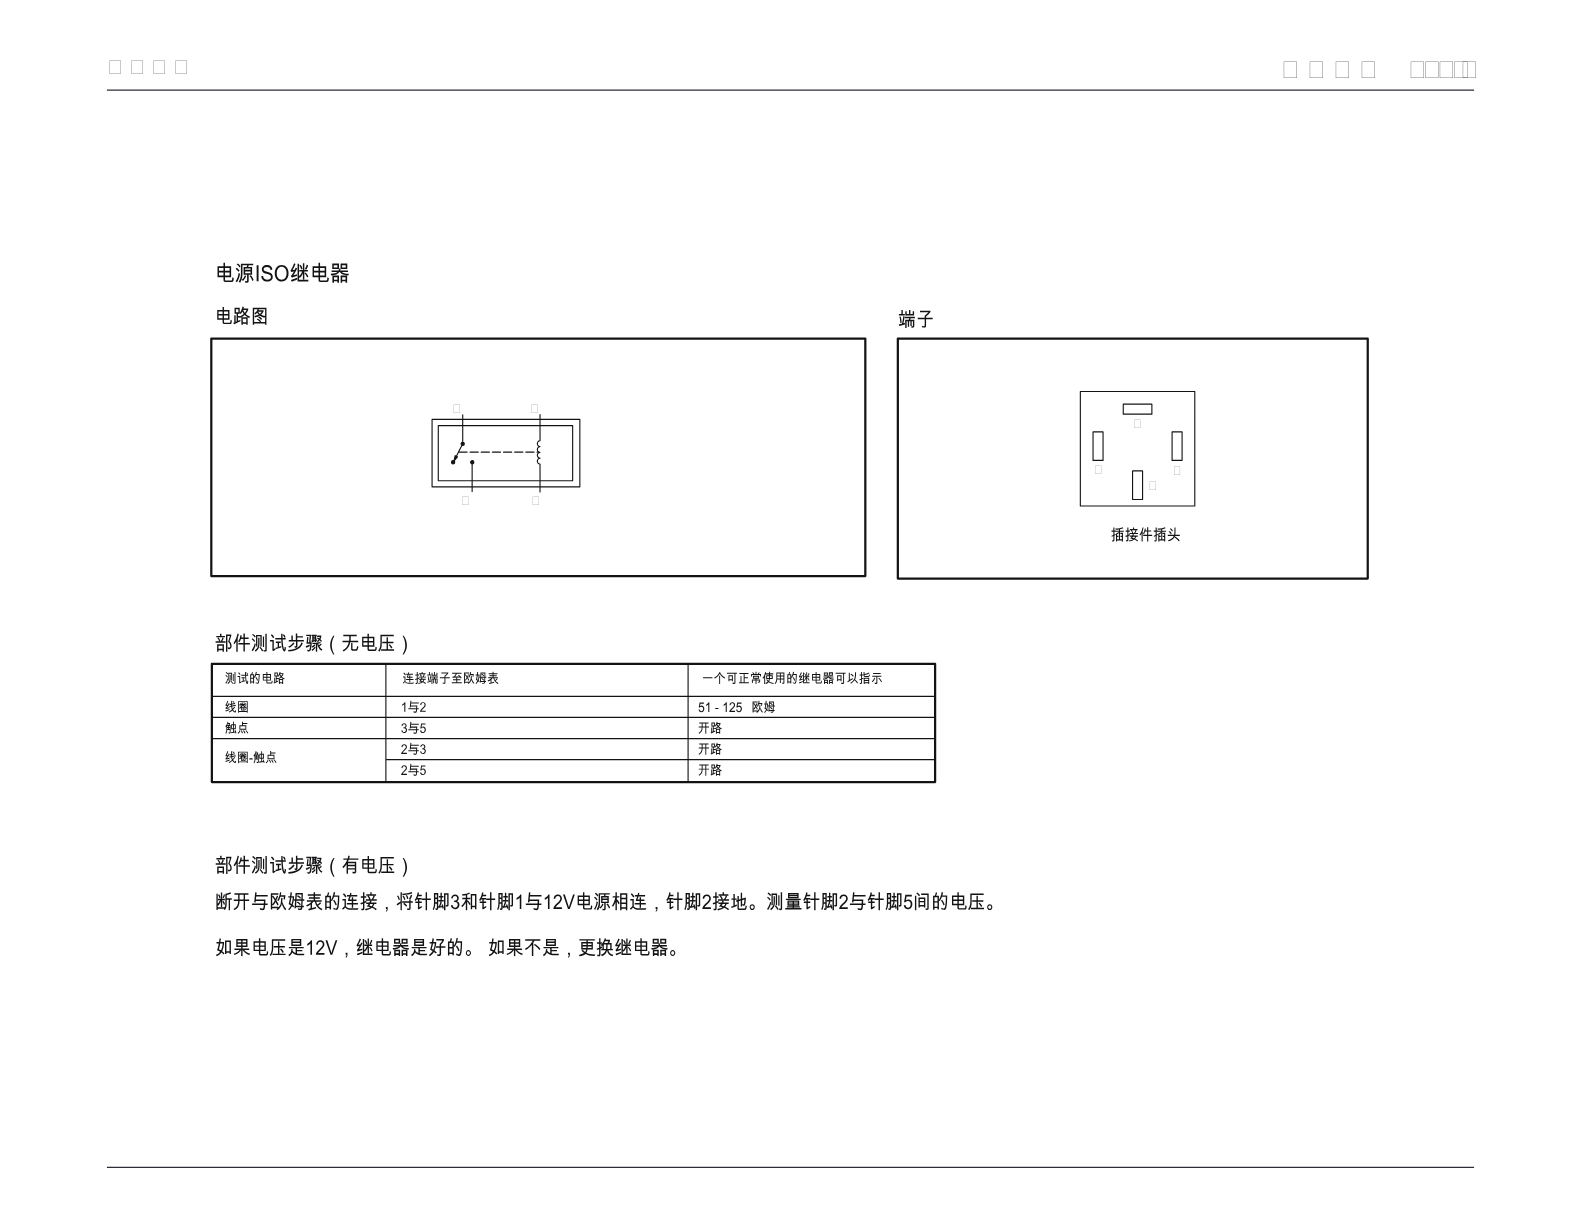 电源ISO继电器
电路图
端子
插接件插头
部件测试步骤（无电压）
测试的电路 连接端子至欧姆表 一个可正常使用的继电器可以指示
线圈 1与2 51 - 125 欧姆
触点 3与5 开路
线圈-触点 2与3 开路
2与5 开路
部件测试步骤（有电压）
断开与欧姆表的连接，将针脚3和针脚1与12V电源相连，针脚2接地。测量针脚2与针脚5间的电压。
如果电压是12V，继电器是好的。 如果不是，更换继电器。